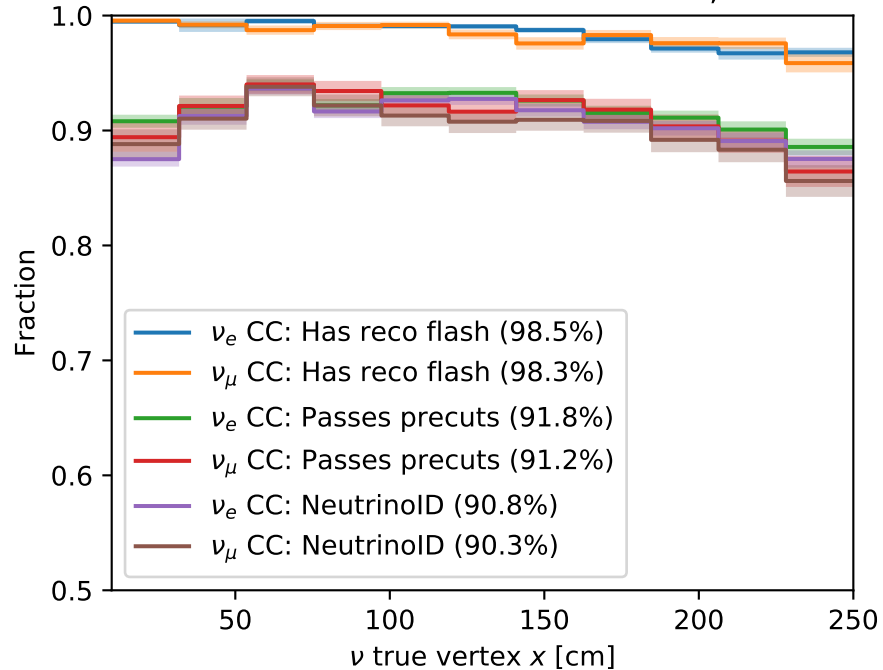 1.0
0.9
0.8
0.7
0.6
0.5
Fraction
νe CC: Has reco flash (98.5%)
νμ CC: Has reco flash (98.3%)
νe CC: Passes precuts (91.8%)
νμ CC: Passes precuts (91.2%)
νe CC: NeutrinoID (90.8%)
νμ CC: NeutrinoID (90.3%)
50 100 150 200 250
ν true vertex x [cm]